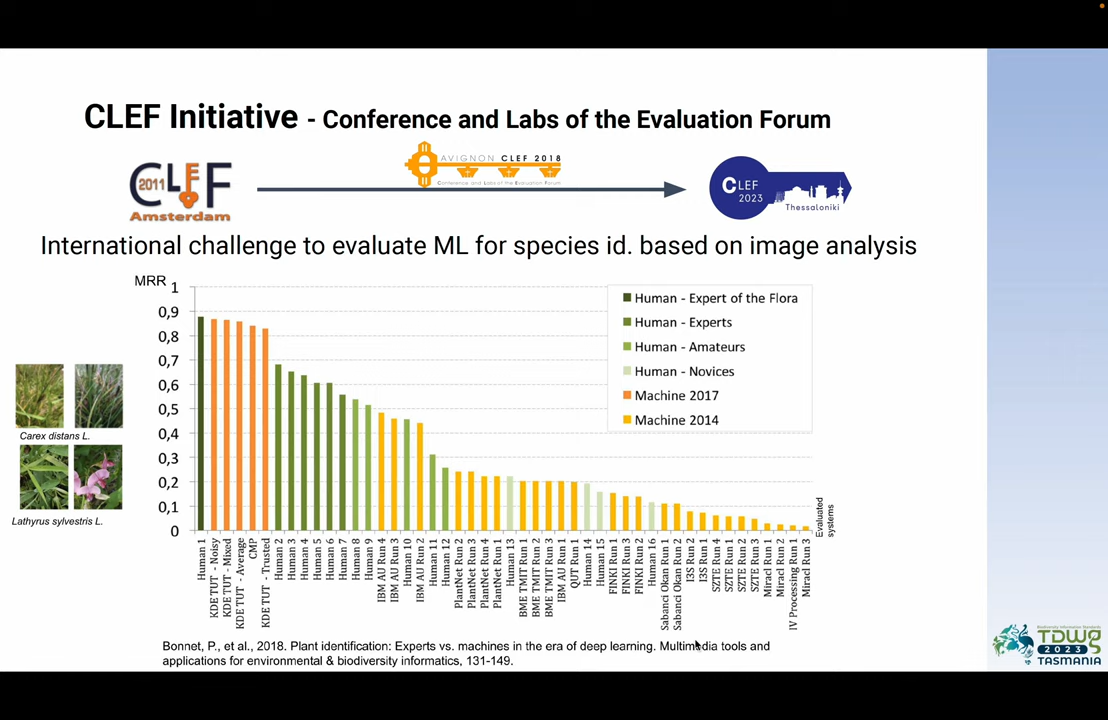 CLEF Initiative - Conference and Labs of the Evaluation Forum
CLEF
2011
Amsterdam
AVIGNON CLEF 2018
Conference and Labs of the Evaluation Forum
CLEF
2023
Thessaloniki
International challenge to evaluate ML for species id. based on image analysis
MRR
1
0,9
0,8
0,7
0,6
0,5
0,4
0,3
0,2
0,1
0
Human - Expert of the Flora
Human - Experts
Human - Amateurs
Human - Novices
Machine 2017
Machine 2014
Carex distans L.
Lathyrus sylvestris L.
Evaluated
systems
Human 1
KDE TUT - Noisy
KDE TUT - Mixed
KDE TUT - Average
CMP
KDE TUT - Trusted
Human 2
Human 3
Human 4
Human 5
Human 6
Human 7
Human 8
Human 9
IBM AU Run 4
IBM AU Run 3
Human 10
IBM AU Run 2
Human 11
Human 12
PlantNet Run 2
PlantNet Run 3
PlantNet Run 4
PlantNet Run 1
Human 13
BME TMIT Run 1
BME TMIT Run 2
BME TMIT Run 3
IBM AU Run 1
QUT Run 1
Human 14
Human 15
FINKI Run 1
FINKI Run 3
FINKI Run 2
Human 16
Sabanci Okan Run 1
Sabanci Okan Run 2
I3S Run 2
I3S Run 1
SZTE Run 4
SZTE Run 1
SZTE Run 2
SZTE Run 3
Miracl Run 1
Miracl Run 2
IV Processing Run 1
Miracl Run 3
Bonnet, P., et al., 2018. Plant identification: Experts vs. machines in the era of deep learning. Multimedia tools and
applications for environmental & biodiversity informatics, 131-149.
Biodiversity Information Standards
TDWG
2023
TASMANIA